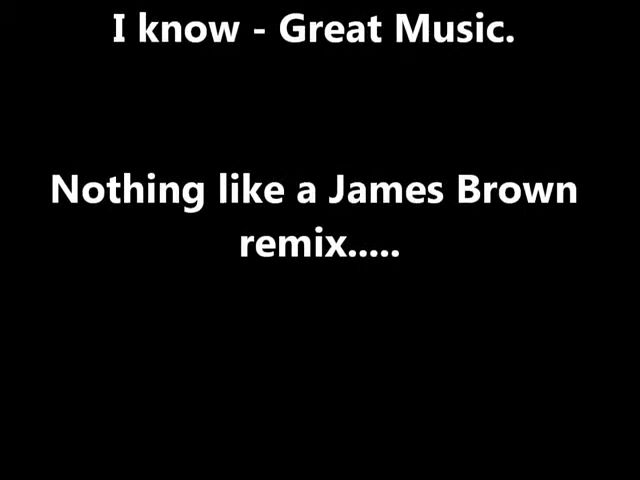 I know - Great Music.
Nothing like a James Brown
remix.....